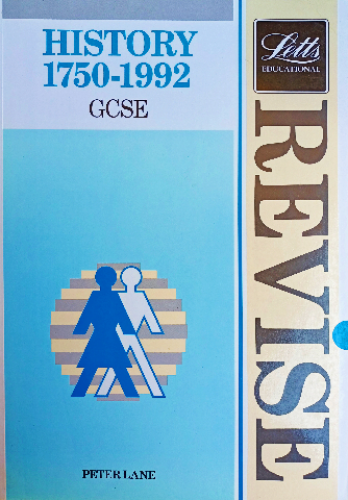 HISTORY
1750-1992
GCSE
Letts
EDUCATIONAL
REVISE
PETER LANE